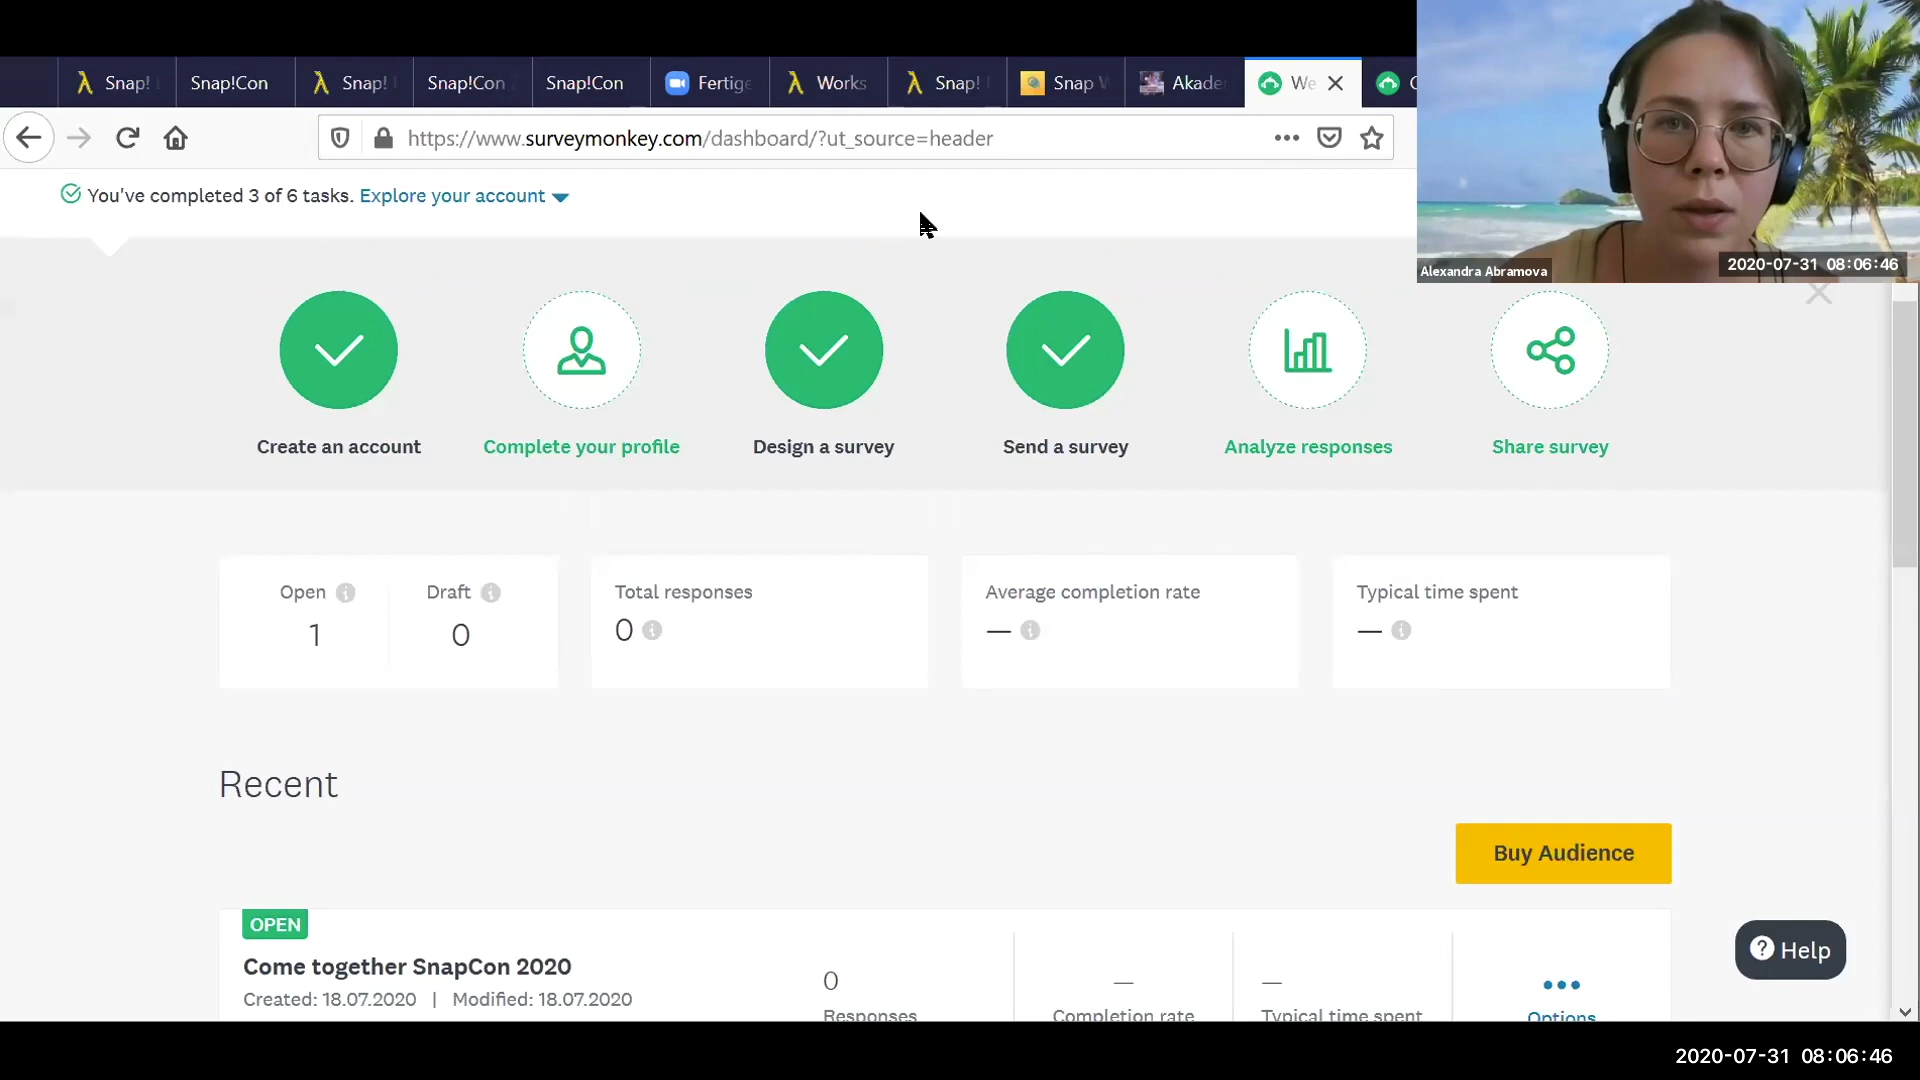 Snap!
Snap!Con
Snap!
Snap!Con
Snap!Con
Fertige
Works
Snap!
Snap
Akade
We
https://www.surveymonkey.com/dashboard/?ut_source=header
You've completed 3 of 6 tasks. Explore your account
Alexandra Abramova
2020-07-31 08:06:46
Create an account
Complete your profile
Design a survey
Send a survey
Analyze responses
Share survey
Open
Draft
1
0
Total responses
0
Average completion rate
—
Typical time spent
—
Recent
Buy Audience
OPEN
Come together SnapCon 2020
Created: 18.07.2020 | Modified: 18.07.2020
0
Responses
—
Completion rate
—
Typical time spent
Options
Help
2020-07-31 08:06:46